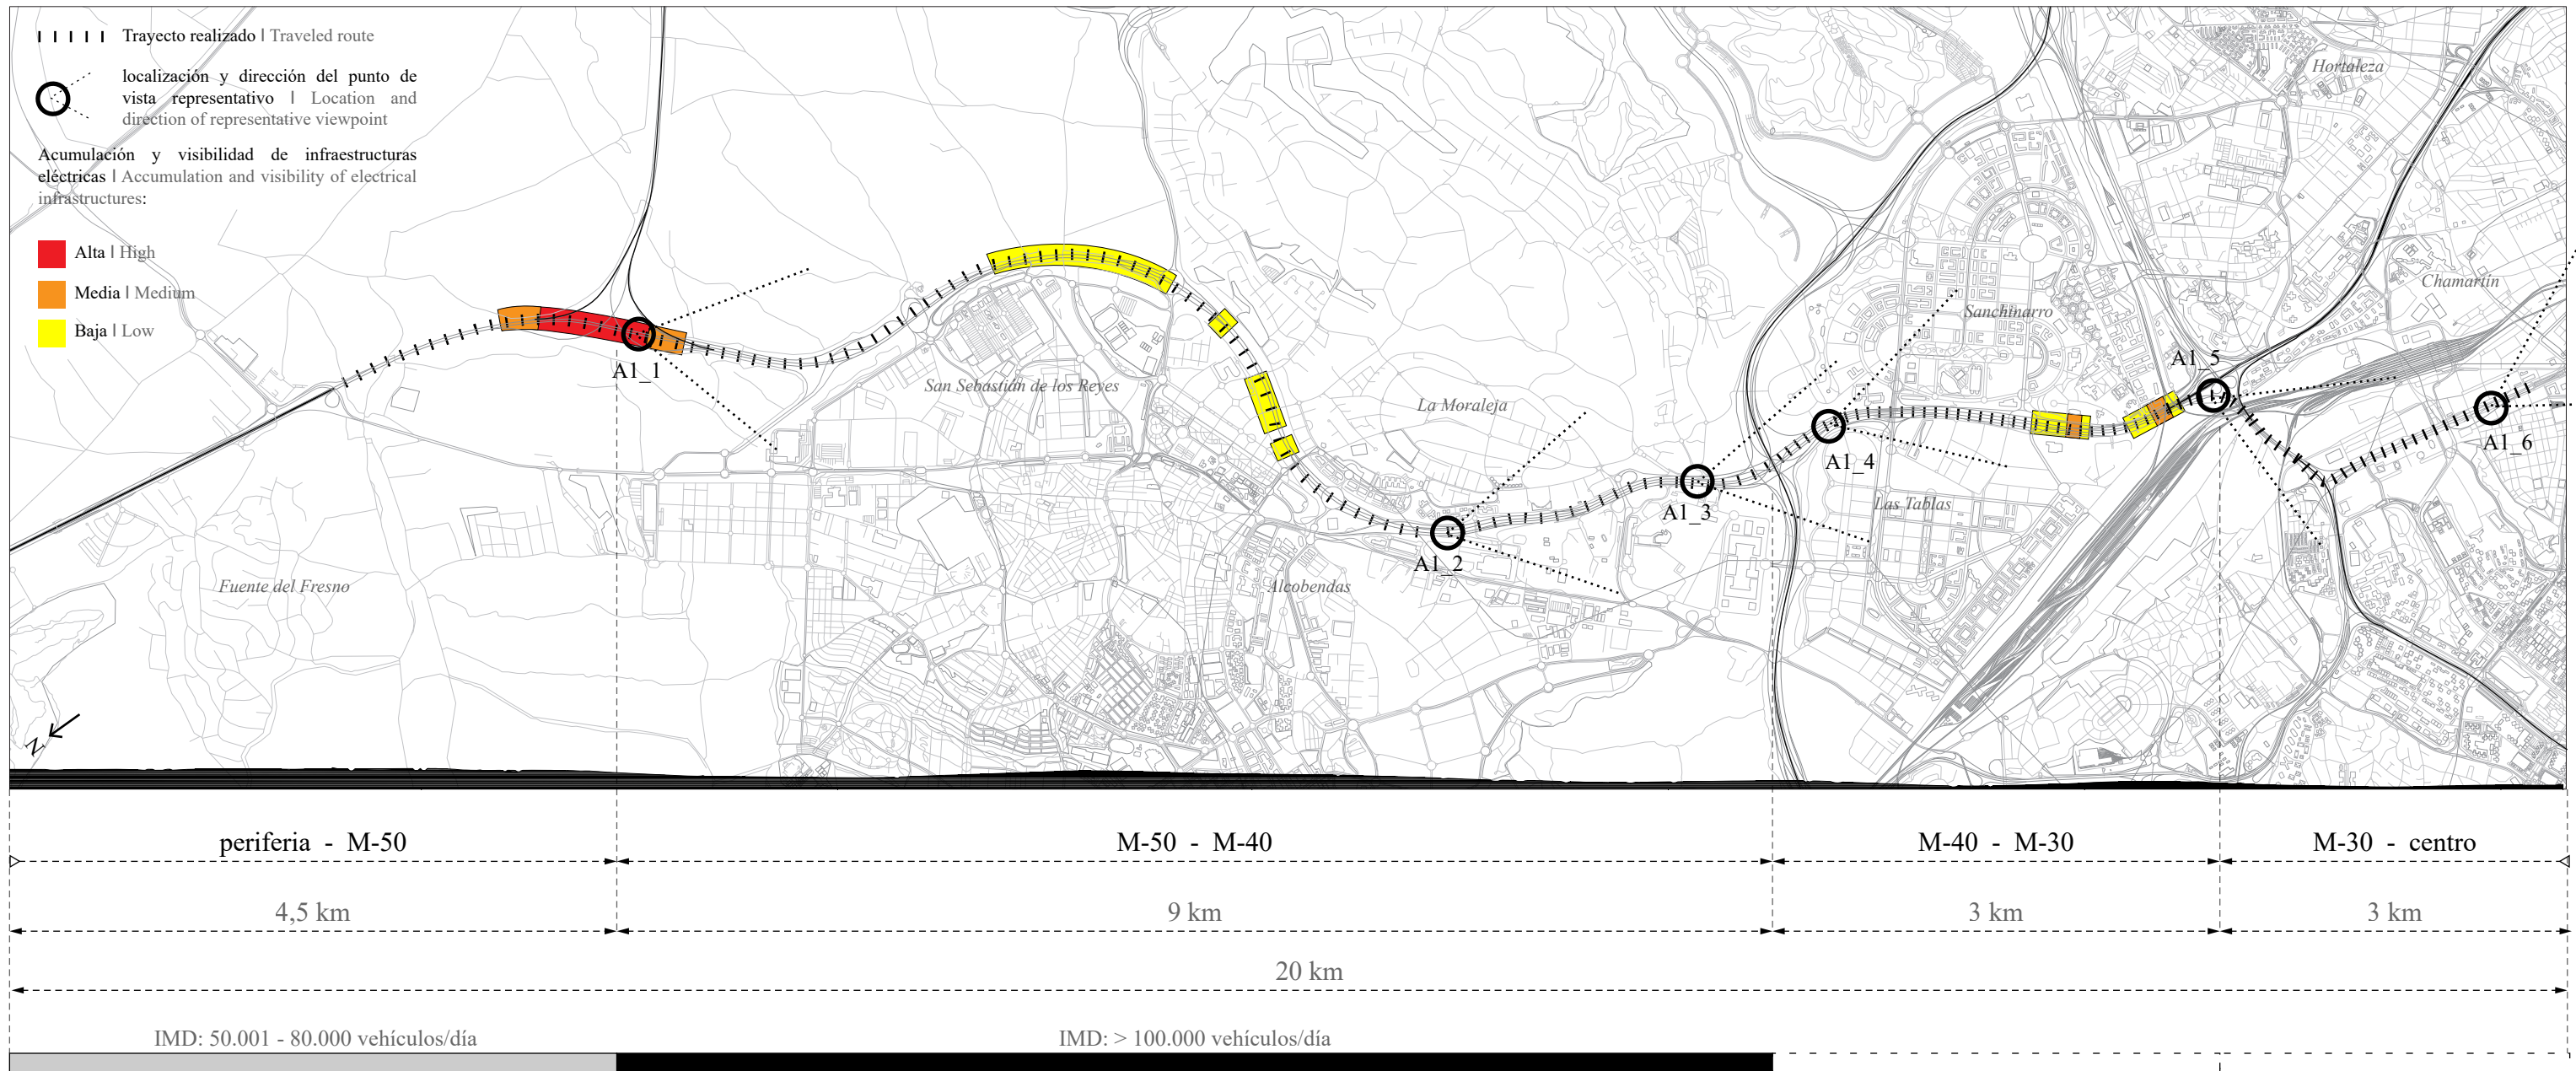 Trayecto realizado | Traveled route
localización y dirección del punto de
vista representativo | Location and
direction of representative viewpoint
Acumulación y visibilidad de infraestructuras
eléctricas | Accumulation and visibility of electrical
infrastructures:
Alta | High
Media | Medium
Baja | Low
Hortaleza
Chamartín
Sanchinarro
A1_5
A1_1
San Sebastián de los Reyes
La Moraleja
A1_6
A1_4
A1_3
Las Tablas
A1_2
Fuente del Fresno
Alcobendas
N
periferia - M-50
M-50 - M-40
M-40 - M-30
M-30 - centro
4,5 km
9 km
3 km
3 km
20 km
IMD: 50.001 - 80.000 vehículos/día
IMD: > 100.000 vehículos/día